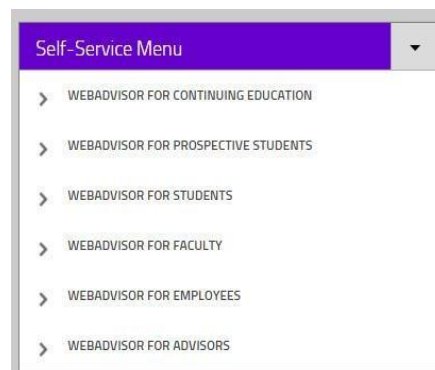 Self-Service Menu
WEBADVISOR FOR CONTINUING EDUCATION
WEBADVISOR FOR PROSPECTIVE STUDENTS
WEBADVISOR FOR STUDENTS
WEBADVISOR FOR FACULTY
WEBADVISOR FOR EMPLOYEES
WEBADVISOR FOR ADVISORS